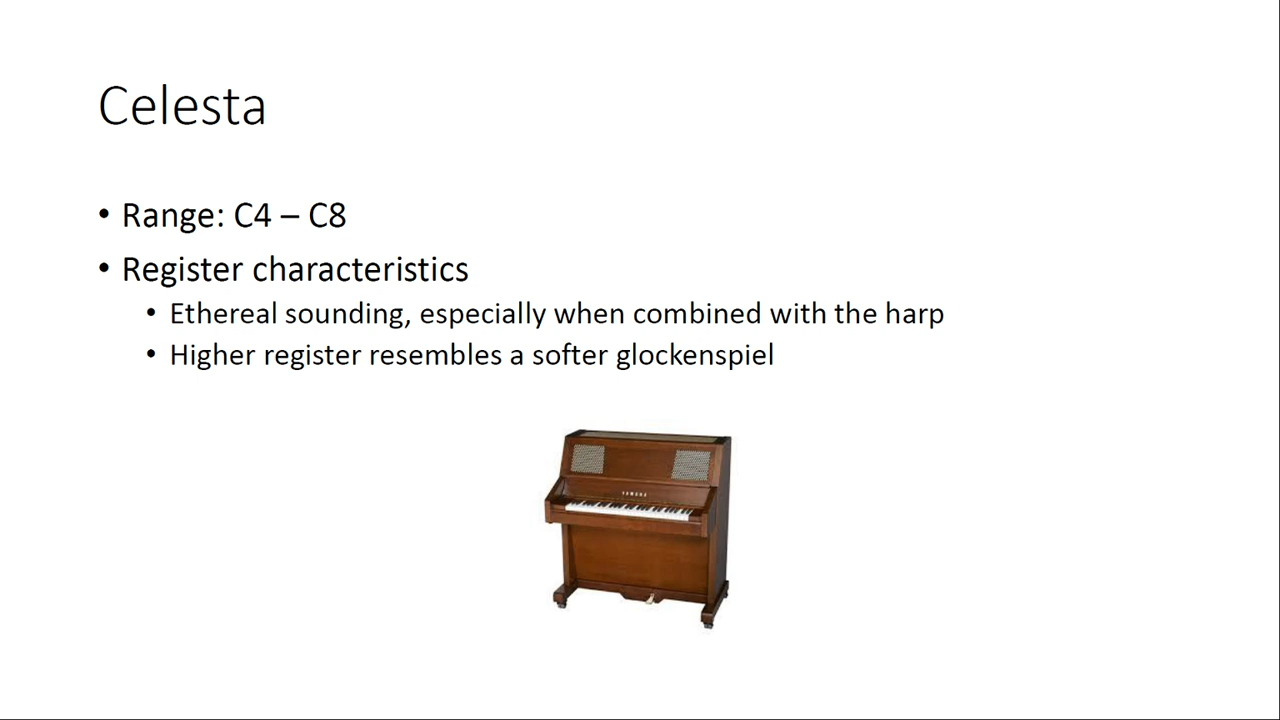 Celesta
• Range: C4 – C8
• Register characteristics
• Ethereal sounding, especially when combined with the harp
• Higher register resembles a softer glockenspiel
YAMAHA